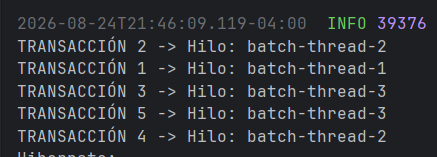 2026-08-24T21:46:09.119-04:00  INFO 39376
TRANSACCIÓN 2 -> Hilo: batch-thread-2
TRANSACCIÓN 1 -> Hilo: batch-thread-1
TRANSACCIÓN 3 -> Hilo: batch-thread-3
TRANSACCIÓN 5 -> Hilo: batch-thread-3
TRANSACCIÓN 4 -> Hilo: batch-thread-2
Hibernate: